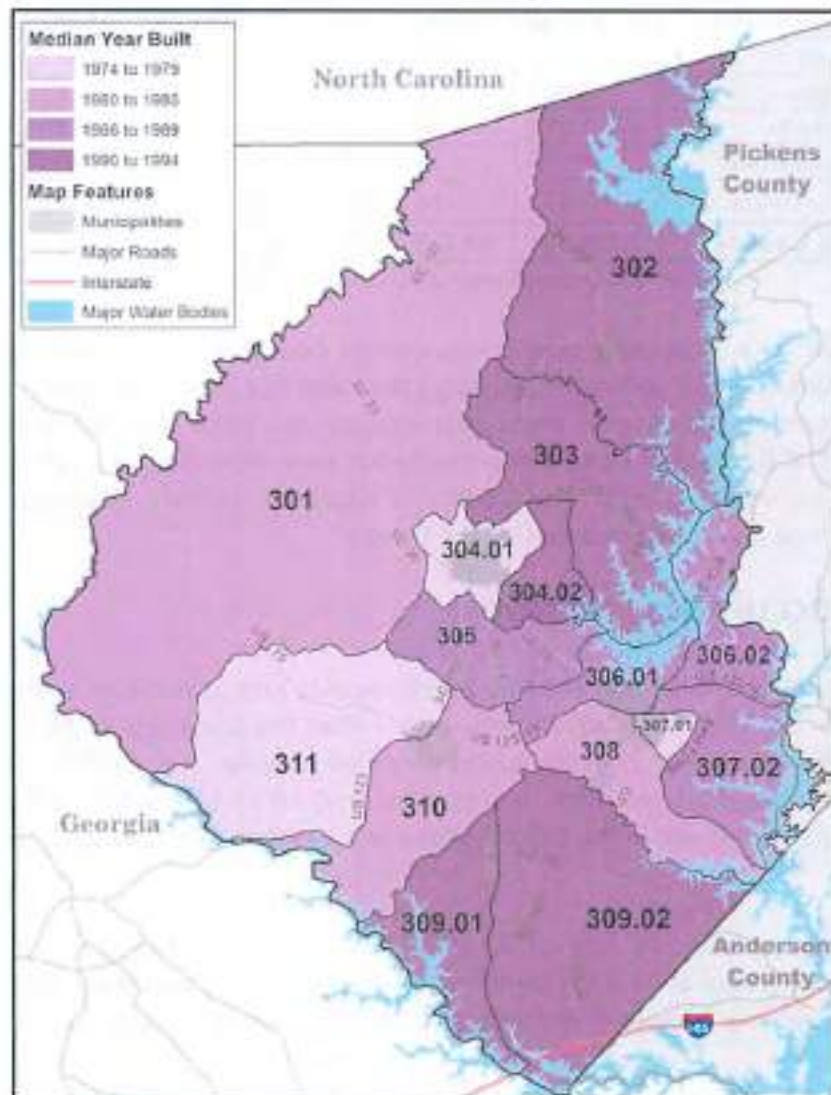 Median Year Built
1974 to 1979
1980 to 1985
1986 to 1989
1990 to 1994
Map Features
Municipalities
Major Roads
Interstate
Major Water Bodies
North Carolina
Pickens
County
302
303
301
304.01
304.02
305
306.01
306.02
307.01
308
307.02
311
310
Georgia
309.01
309.02
Anderson
County